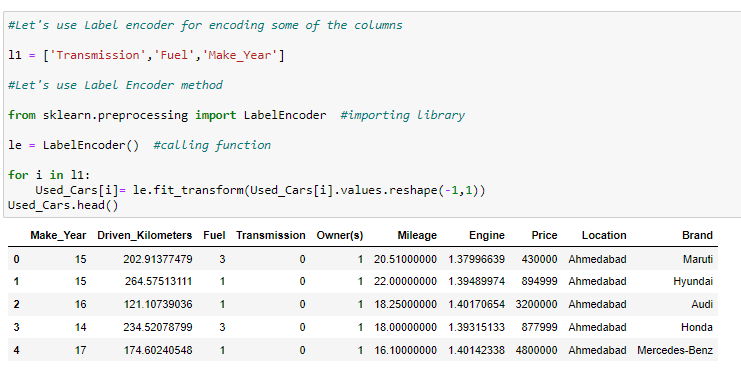 #Let's use Label encoder for encoding some of the columns
l1 = ['Transmission','Fuel','Make_Year']
#Let's use Label Encoder method
from sklearn.preprocessing import LabelEncoder  #importing library
le = LabelEncoder()  #calling function
for i in l1:
    Used_Cars[i]= le.fit_transform(Used_Cars[i].values.reshape(-1,1))
Used_Cars.head()
Make_Year Driven_Kilometers Fuel Transmission Owner(s) Mileage Engine Price Location Brand
0 15 202.91377479 3 0 1 20.51000000 1.37996639 430000 Ahmedabad Maruti
1 15 264.57513111 1 0 1 22.00000000 1.39489974 894999 Ahmedabad Hyundai
2 16 121.10739036 1 0 1 18.25000000 1.40170654 3200000 Ahmedabad Audi
3 14 234.52078799 3 0 1 18.00000000 1.39315133 877999 Ahmedabad Honda
4 17 174.60240548 1 0 1 16.10000000 1.40142338 4800000 Ahmedabad Mercedes-Benz